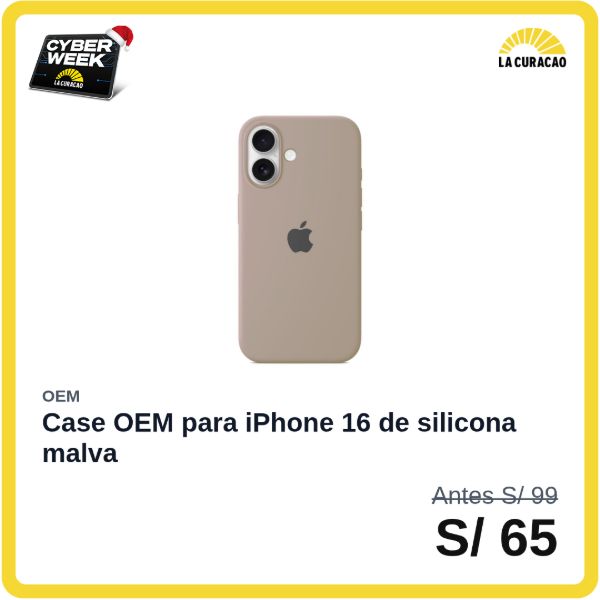 CYBER
WEEK
LA CURACAO
LA CURACAO
OEM
Case OEM para iPhone 16 de silicona
malva
Antes S/ 99
S/ 65